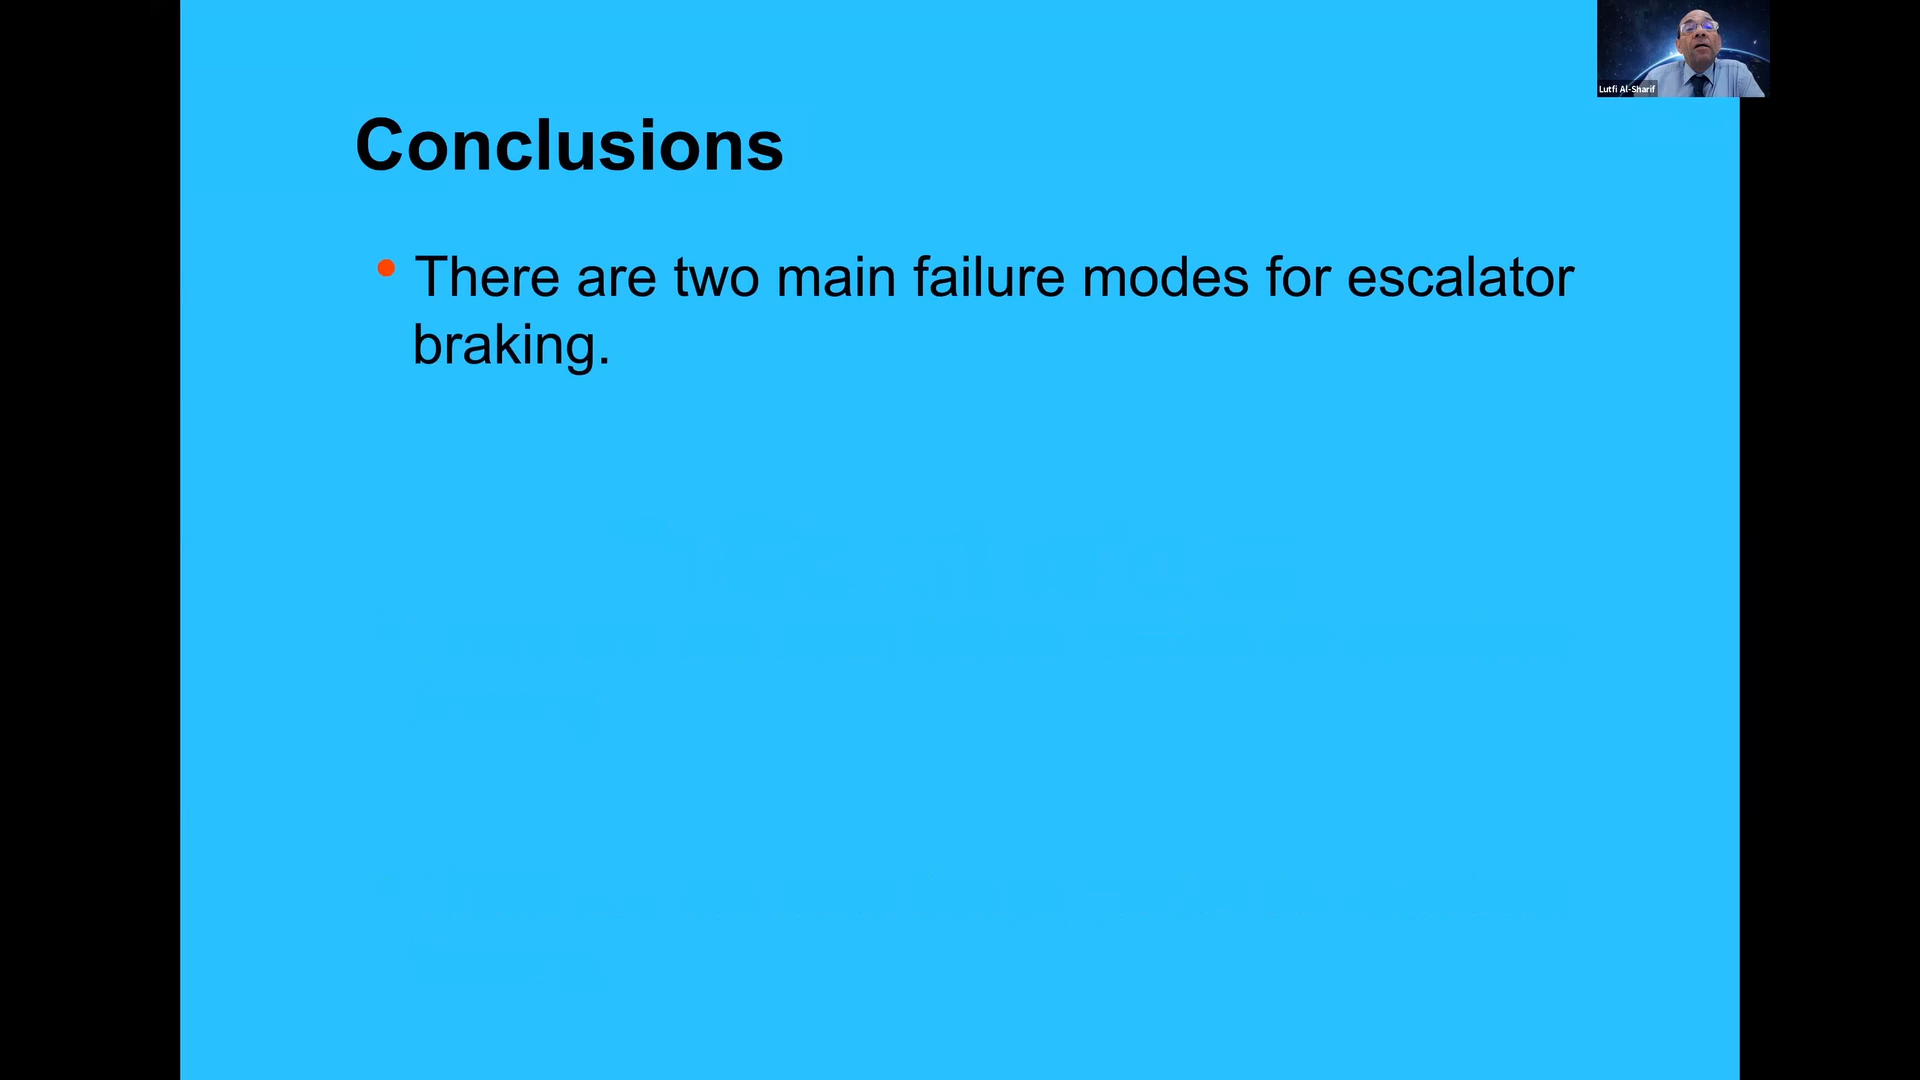 Lutfi Al-Sharif
Conclusions
• There are two main failure modes for escalator
braking.